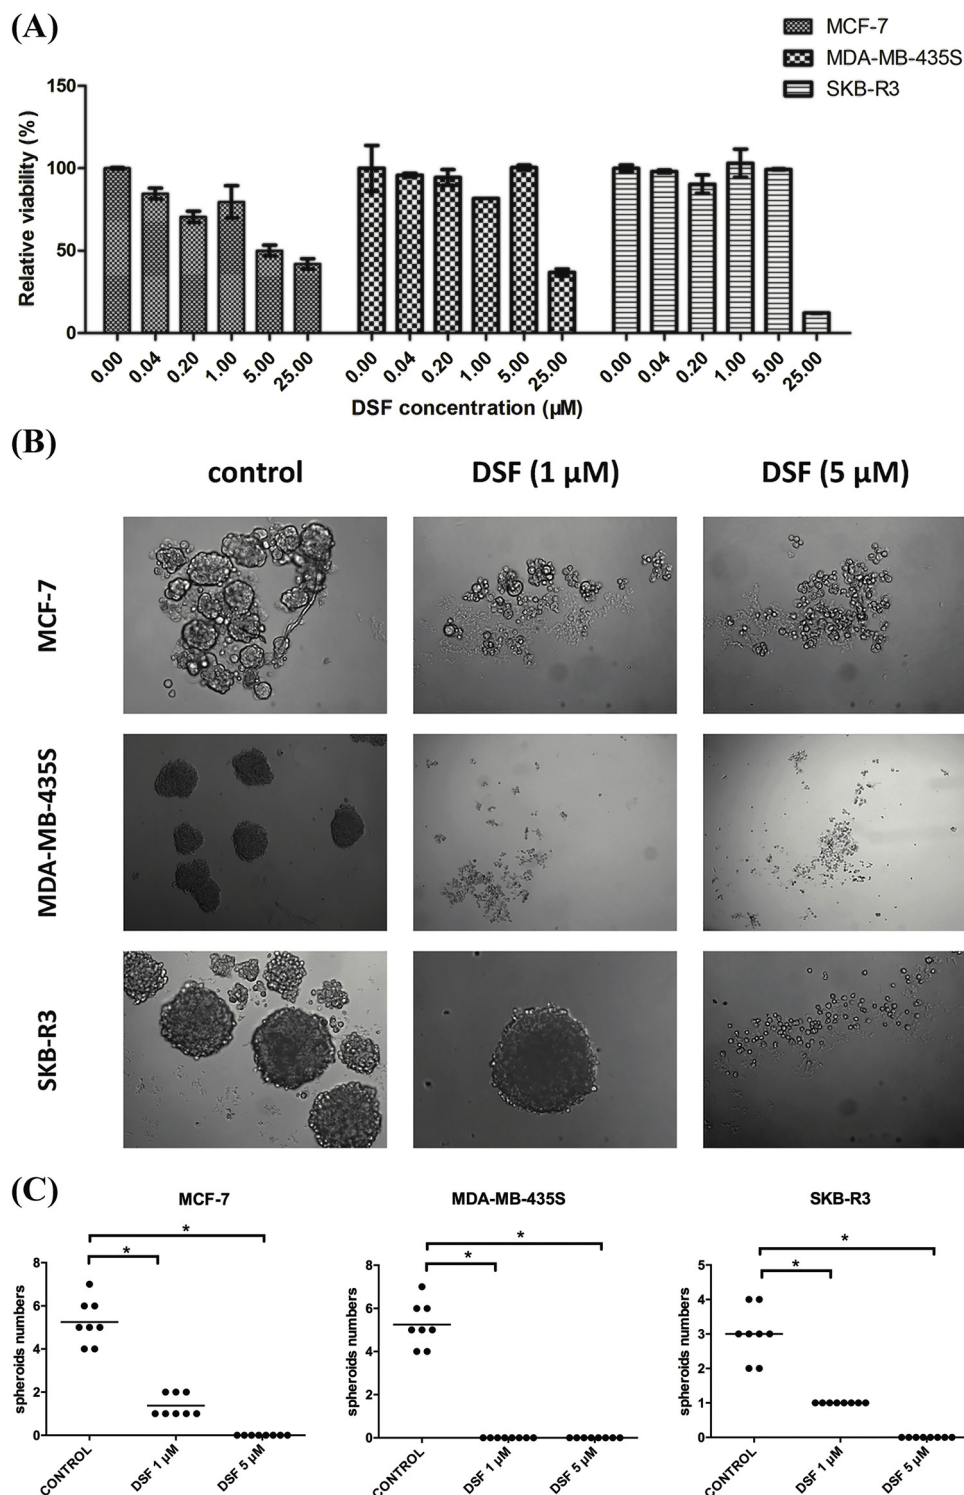 (A)
MCF-7
MDA-MB-435S
SKB-R3
Relative viability (%)
150
100
50
0
0.00 0.04 0.20 1.00 5.00 25.00 0.00 0.04 0.20 1.00 5.00 25.00 0.00 0.04 0.20 1.00 5.00 25.00
DSF concentration (µM)
(B)
control DSF (1 µM) DSF (5 µM)
MCF-7
MDA-MB-435S
SKB-R3
(C)
MCF-7 MDA-MB-435S SKB-R3
* * *
* * *
spheroids numbers
8
6
4
2
0
CONTROL DSF 1 µM DSF 5 µM
spheroids numbers
8
6
4
2
0
CONTROL DSF 1 µM DSF 5 µM
spheroids numbers
5
4
3
2
1
0
CONTROL DSF 1 µM DSF 5 µM